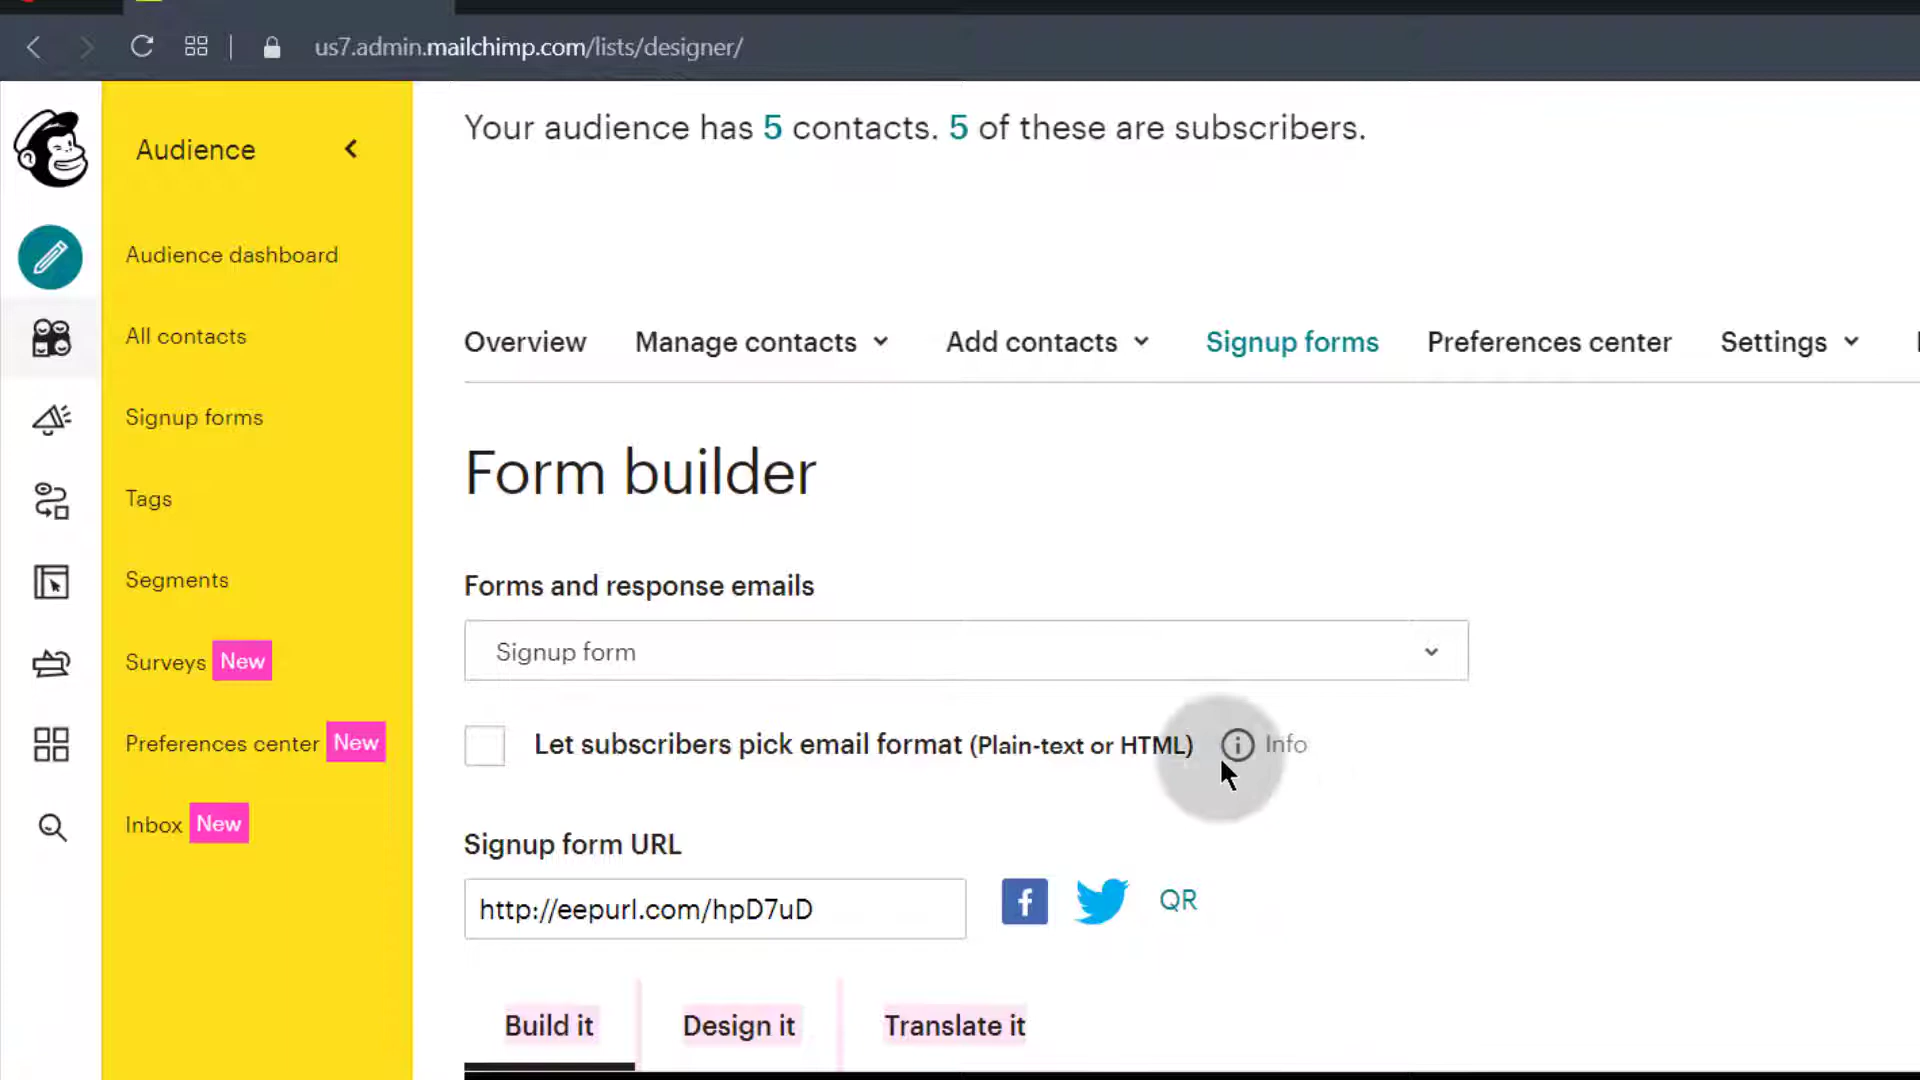 us7.admin.mailchimp.com/lists/designer/
Audience
Audience dashboard
All contacts
Signup forms
Tags
Segments
Surveys New
Preferences center New
Inbox New
Your audience has 5 contacts. 5 of these are subscribers.
Overview Manage contacts Add contacts Signup forms Preferences center Settings
Form builder
Forms and response emails
Signup form
Let subscribers pick email format (Plain-text or HTML) Info
Signup form URL
http://eepurl.com/hpD7uD
QR
Build it Design it Translate it